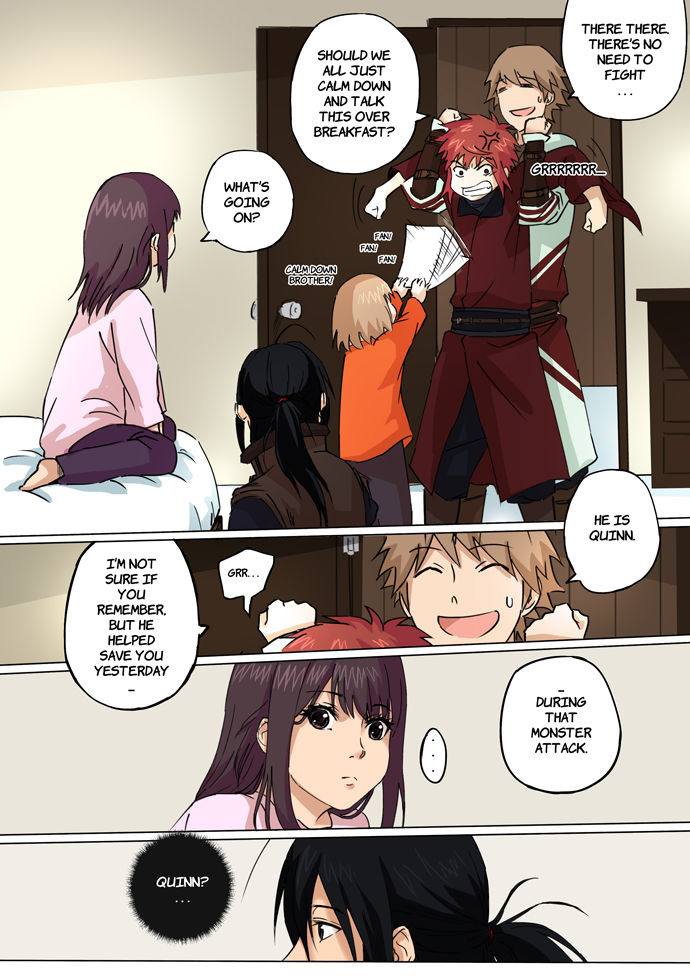 THERE THERE.
THERE'S NO
NEED TO
FIGHT
...
SHOULD WE
ALL JUST
CALM DOWN
AND TALK
THIS OVER
BREAKFAST?
GRRRRRRR...
WHAT'S
GOING
ON?
FAN!
FAN!
FAN!
CALM DOWN
BROTHER!
HE IS
QUINN.
GRR...
I'M NOT
SURE IF
YOU
REMEMBER,
BUT HE
HELPED
SAVE YOU
YESTERDAY
-
-
DURING
THAT
MONSTER
ATTACK.
...
QUINN?
...